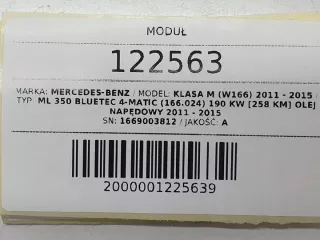 MODUŁ
122563
MARKA: MERCEDES-BENZ / MODEL: KLASA M (W166) 2011 - 2015 /
TYP: ML 350 BLUETEC 4-MATIC (166.024) 190 KW [258 KM] OLEJ
NAPĘDOWY 2011 - 2015
SN: 1669003812 / JAKOŚĆ: A
2000001225639